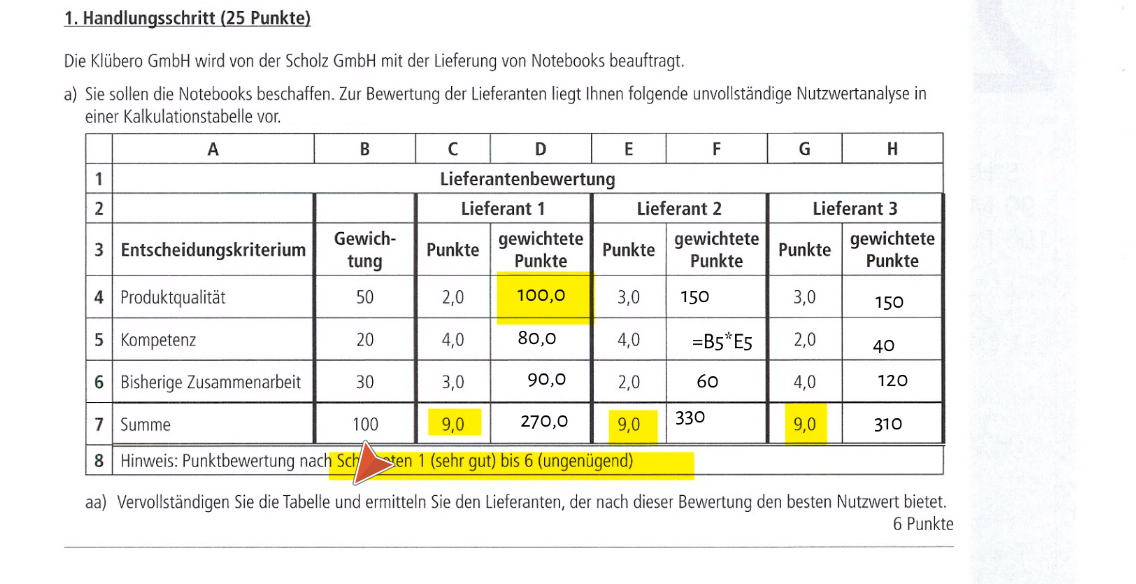 1. Handlungsschritt (25 Punkte)
Die Klübero GmbH wird von der Scholz GmbH mit der Lieferung von Notebooks beauftragt.
a) Sie sollen die Notebooks beschaffen. Zur Bewertung der Lieferanten liegt Ihnen folgende unvollständige Nutzwertanalyse in
einer Kalkulationstabelle vor.
A B C D E F G H
1 Lieferantenbewertung
2 Lieferant 1 Lieferant 2 Lieferant 3
3 Entscheidungskriterium Gewich-tung Punkte gewichtete Punkte Punkte gewichtete Punkte Punkte gewichtete Punkte
4 Produktqualität 50 2,0 100,0 3,0 150 3,0 150
5 Kompetenz 20 4,0 80,0 4,0 =B5*E5 2,0 40
6 Bisherige Zusammenarbeit 30 3,0 90,0 2,0 60 4,0 120
7 Summe 100 9,0 270,0 9,0 330 9,0 310
8 Hinweis: Punktbewertung nach 1 (sehr gut) bis 6 (ungenügend)
aa) Vervollständigen Sie die Tabelle und ermitteln Sie den Lieferanten, der nach dieser Bewertung den besten Nutzwert bietet.
6 Punkte